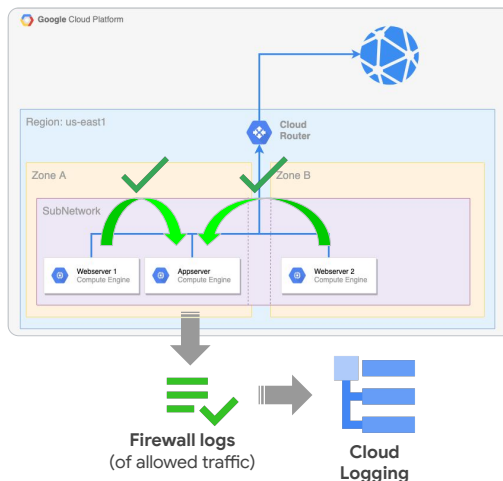 Google Cloud Platform
Region: us-east1
Cloud
Router
Zone A
Zone B
SubNetwork
Webserver 1
Compute Engine
Appserver
Compute Engine
Webserver 2
Compute Engine
Firewall logs
(of allowed traffic)
Cloud
Logging